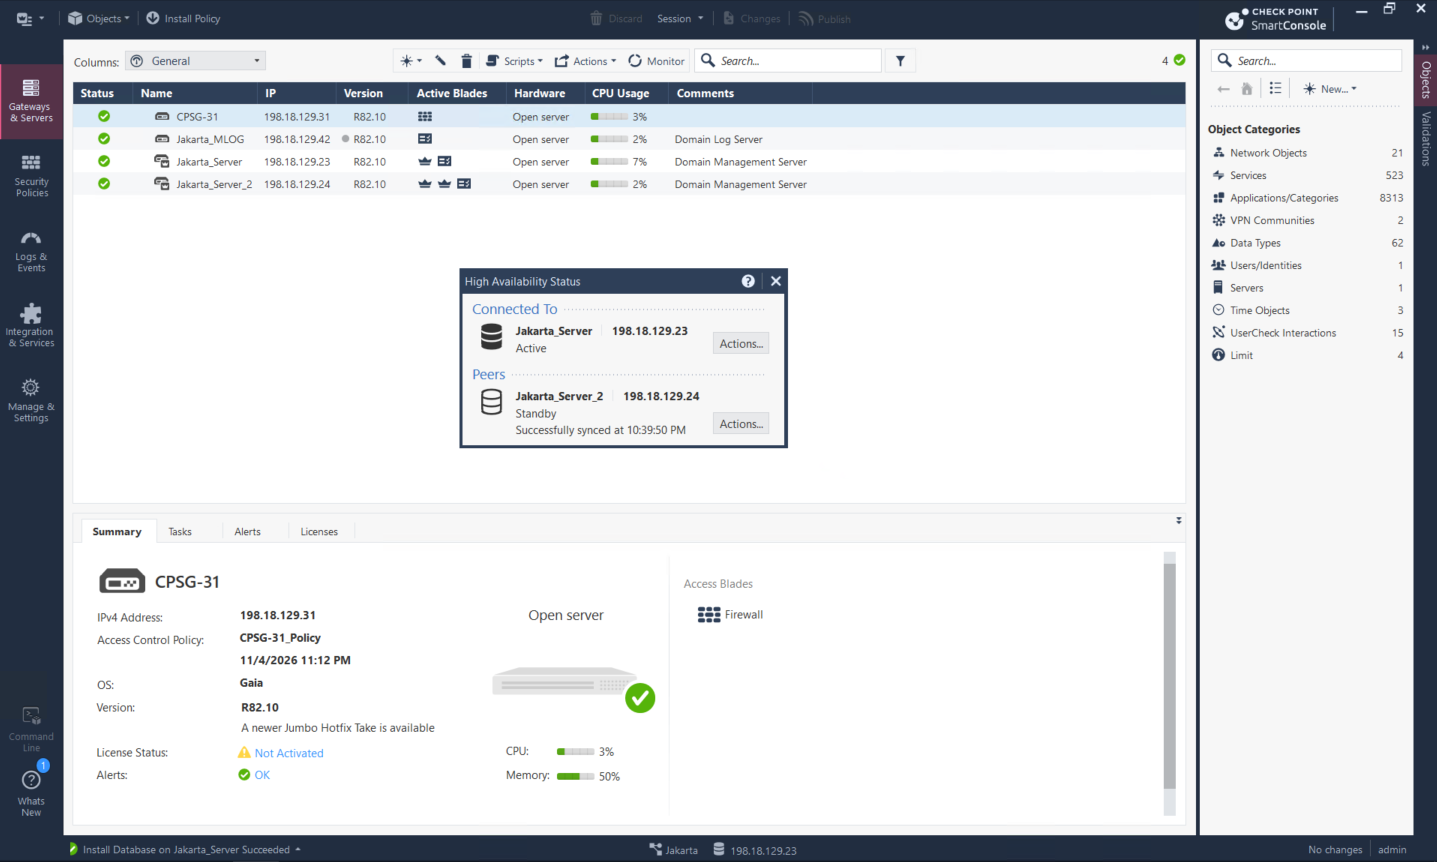 Objects
Install Policy
Discard
Session
Changes
Publish
CHECK POINT
SmartConsole
Columns:
General
Scripts
Actions
Monitor
Search...
4
Status Name IP Version Active Blades Hardware CPU Usage Comments
CPSG-31 198.18.129.31 R82.10 Open server 3%
Jakarta_MLOG 198.18.129.42 R82.10 Open server 2% Domain Log Server
Jakarta_Server 198.18.129.23 R82.10 Open server 7% Domain Management Server
Jakarta_Server_2 198.18.129.24 R82.10 Open server 2% Domain Management Server
Gateways
& Servers
Security
Policies
Logs &
Events
Integration
& Services
Manage &
Settings
Command
Line
1
Whats
New
High Availability Status
?
Connected To
Jakarta_Server 198.18.129.23
Active
Actions...
Peers
Jakarta_Server_2 198.18.129.24
Standby
Successfully synced at 10:39:50 PM
Actions...
Summary
Tasks
Alerts
Licenses
CPSG-31
IPv4 Address: 198.18.129.31
Access Control Policy: CPSG-31_Policy
11/4/2026 11:12 PM
OS: Gaia
Version: R82.10
A newer Jumbo Hotfix Take is available
License Status: Not Activated
Alerts: OK
Open server
CPU: 3%
Memory: 50%
Access Blades
Firewall
Search...
New...
Object Categories
Network Objects 21
Services 523
Applications/Categories 8313
VPN Communities 2
Data Types 62
Users/Identities 1
Servers 1
Time Objects 3
UserCheck Interactions 15
Limit 4
Objects
Validations
Install Database on Jakarta_Server Succeeded
Jakarta
198.18.129.23
No changes
admin